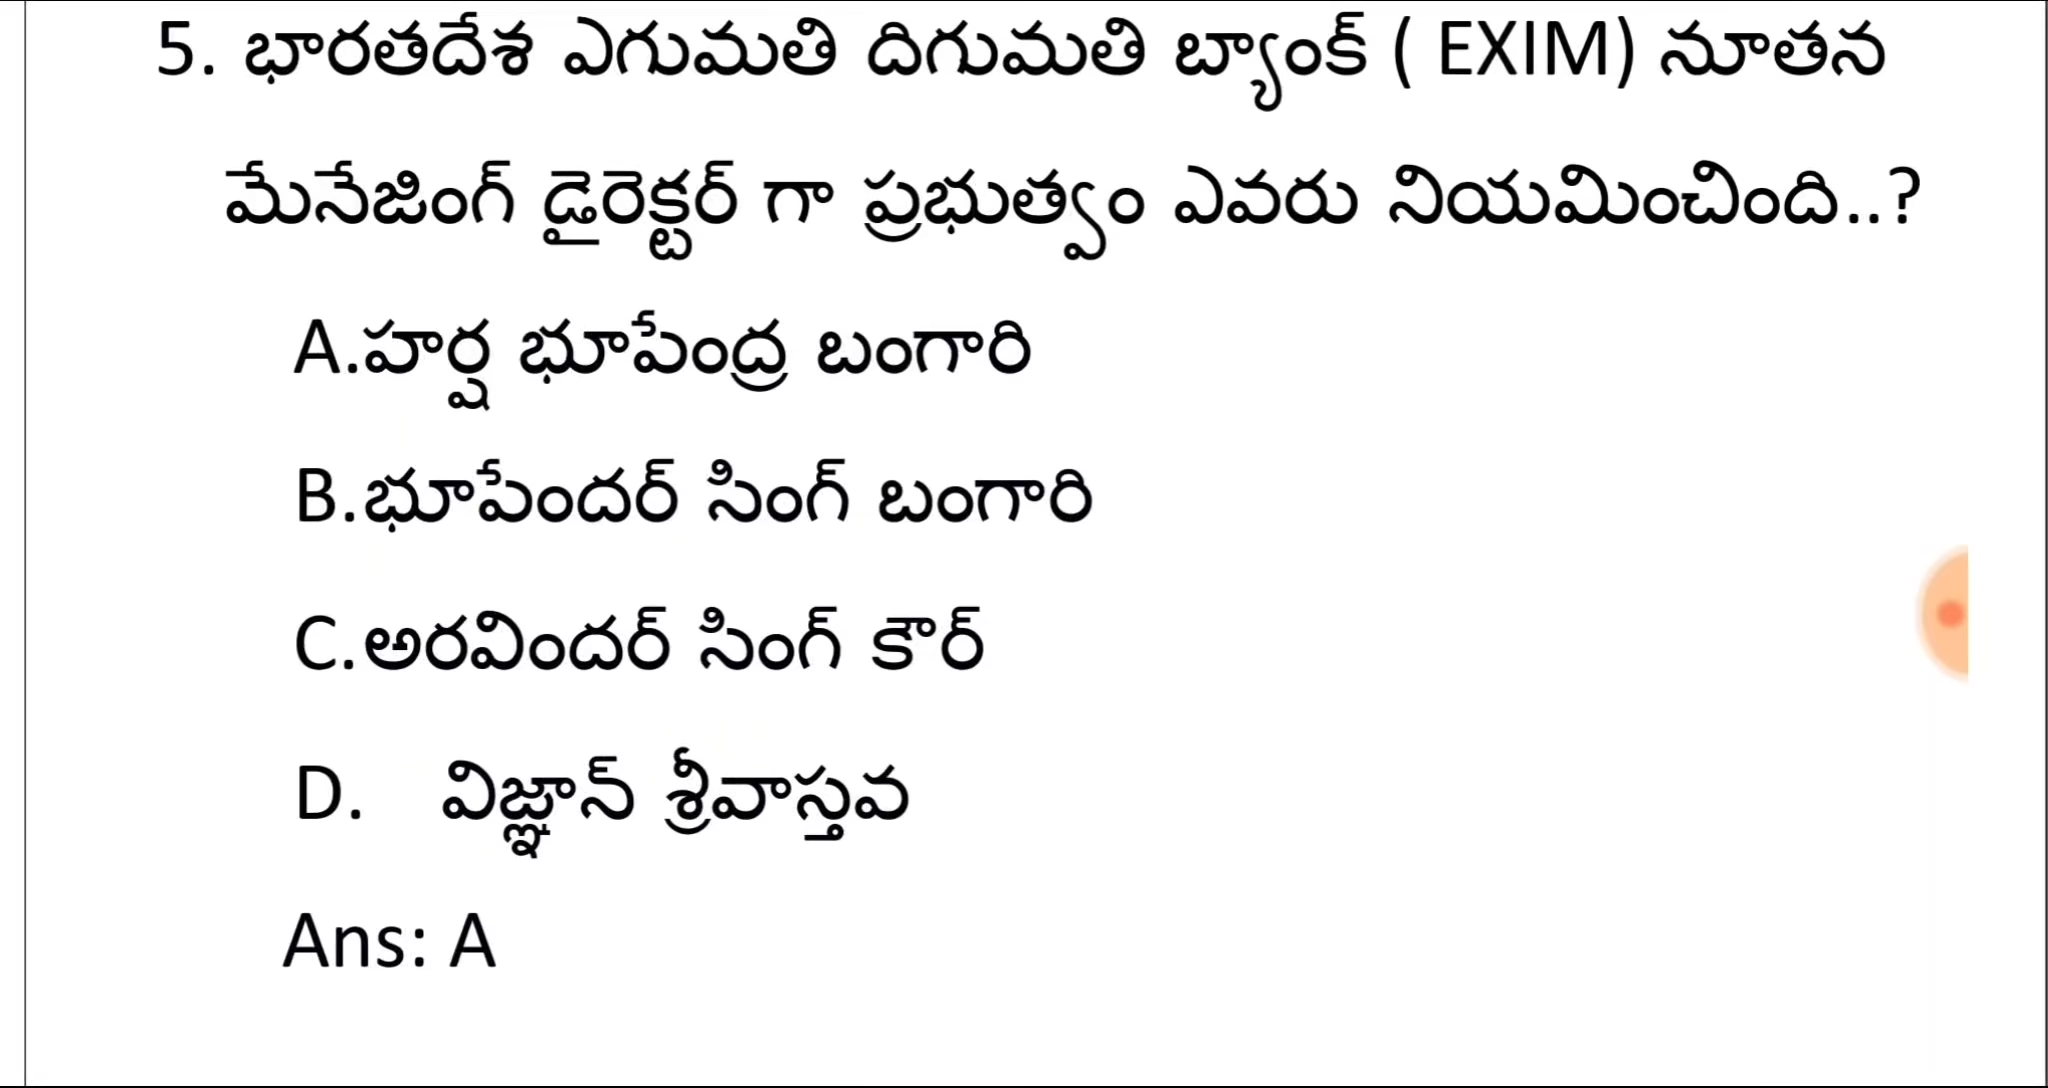 5. భారతదేశ ఎగుమతి దిగుమతి బ్యాంక్ ( EXIM) నూతన
మేనేజింగ్ డైరెక్టర్ గా ప్రభుత్వం ఎవరు నియమించింది..?
A.హర్ష భూపేంద్ర బంగారి
B.భూపేందర్ సింగ్ బంగారి
C.అరవిందర్ సింగ్ కౌర్
D. విజ్ఞాన్ శ్రీవాస్తవ
Ans: A